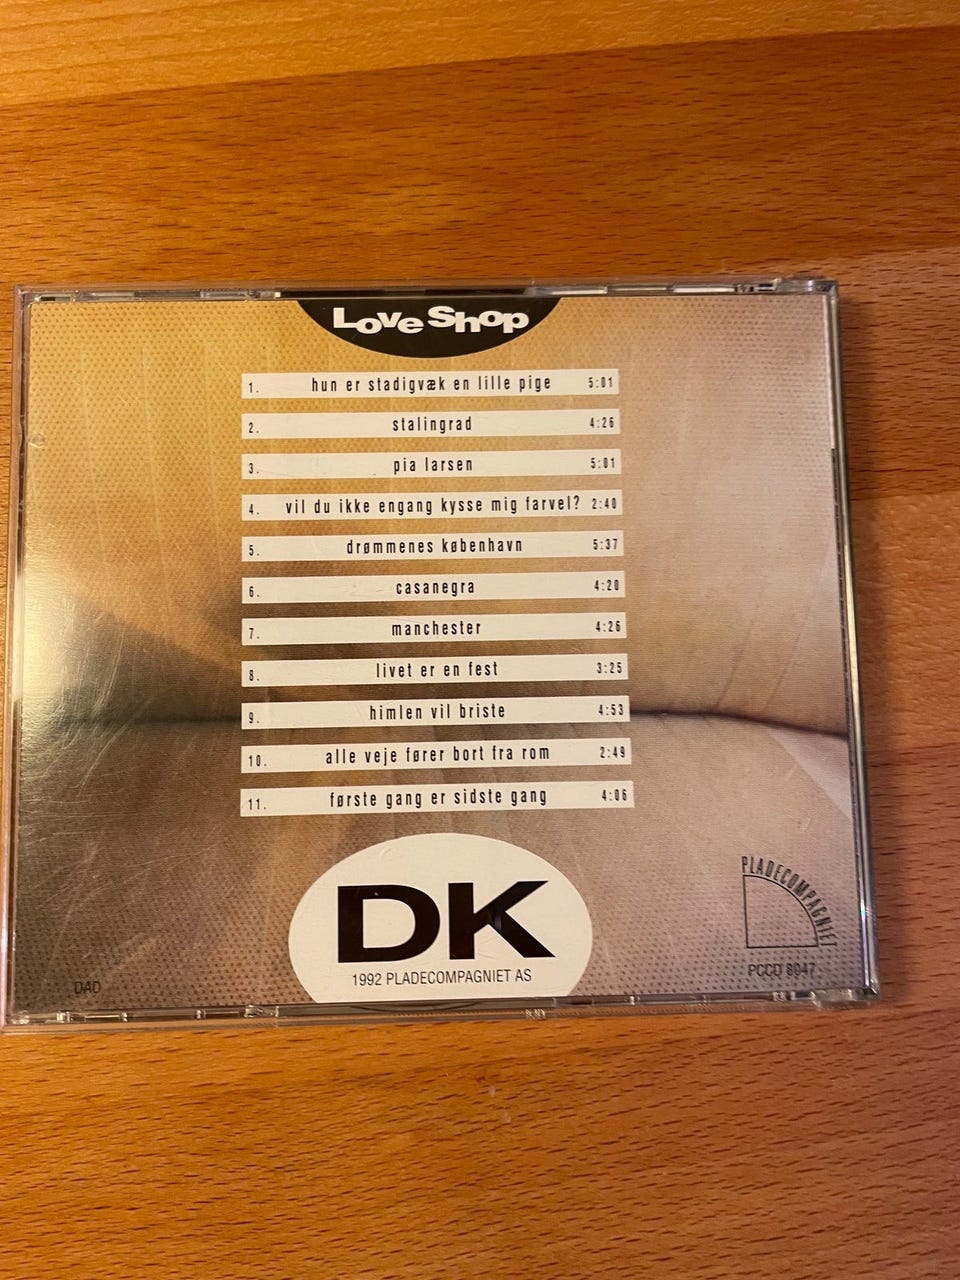 Love Shop
1. hun er stadigvæk en lille pige 5:01
2. stalingrad 4:26
3. pia larsen 5:01
4. vil du ikke engang kysse mig farvel? 2:40
5. drømmenes københavn 5:37
6. casanegra 4:20
7. manchester 4:26
8. livet er en fest 3:25
9. himlen vil briste 4:53
10. alle veje fører bort fra rom 2:49
11. første gang er sidste gang 4:06
DK
1992 PLADECOMPAGNIET AS
DAD
PLADECOMPAGNIET
PCCD 8047